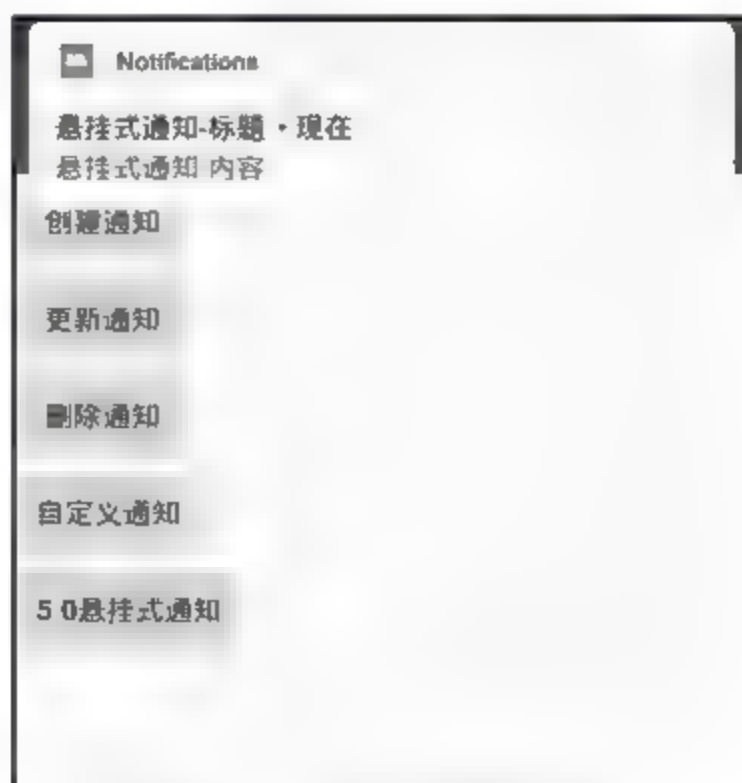 Notifications
悬挂式通知-标题・现在
悬挂式通知 内容
创建通知
更新通知
删除通知
自定义通知
5 0悬挂式通知